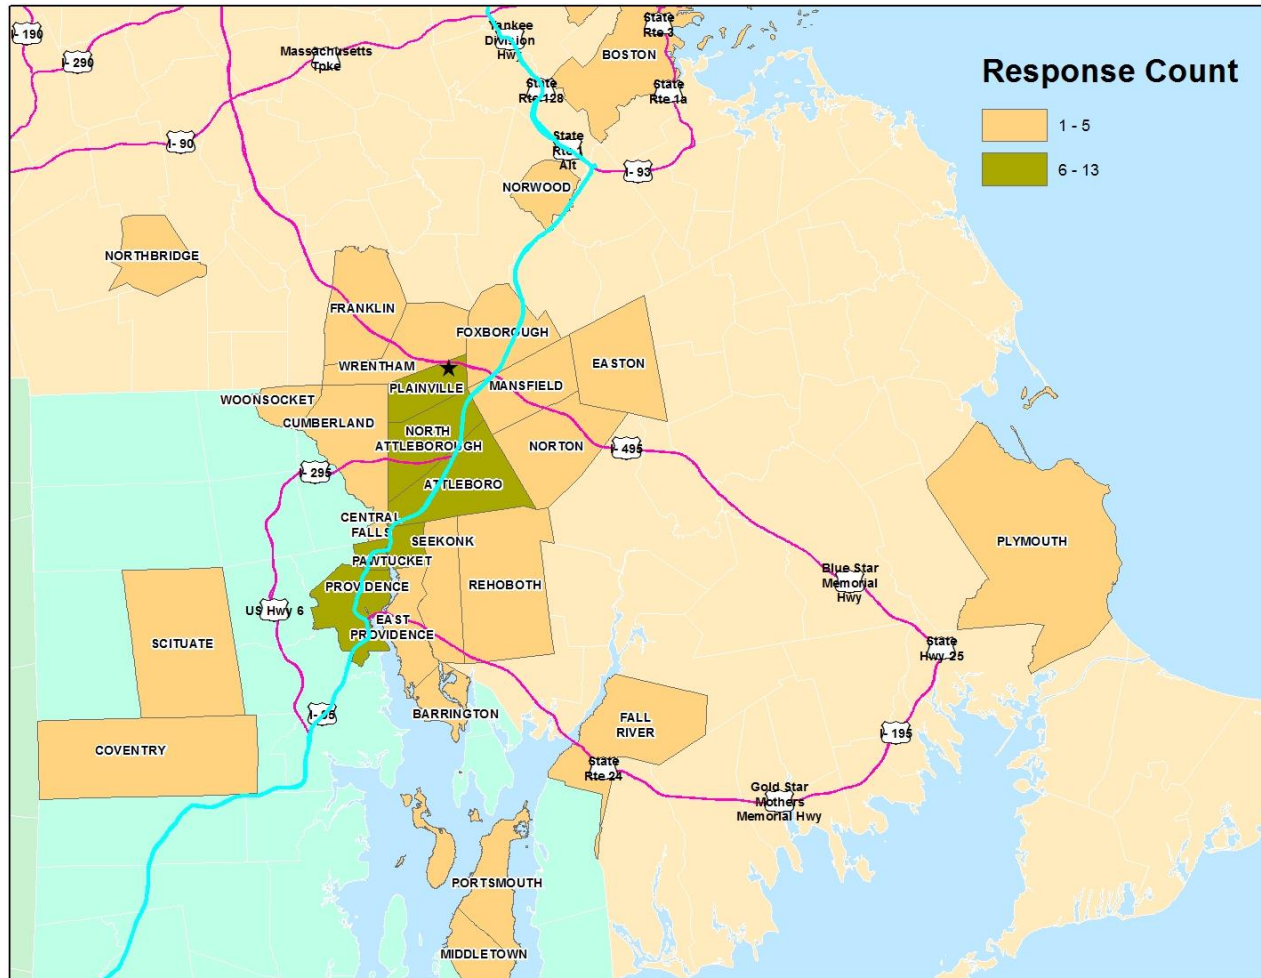 State
Rte 3
Yankee
Division
Hwy
I- 190
Massachusetts
Tpke
BOSTON
I- 290
Response Count
State
Rte 128
State
Rte 1a
1 - 5
I- 90
State
Rte 1
Alt
6 - 13
I- 93
NORWOOD
NORTHBRIDGE
FRANKLIN
FOXBOROUGH
WRENTHAM
EASTON
PLAINVILLE
MANSFIELD
WOONSOCKET
CUMBERLAND
NORTH
ATTLEBOROUGH
NORTON
I- 495
I- 295
ATTLEBORO
CENTRAL
FALLS
SEEKONK
PLYMOUTH
PAWTUCKET
PROVIDENCE
REHOBOTH
Blue Star
Memorial
Hwy
US Hwy 6
EAST
PROVIDENCE
SCITUATE
State
Hwy 25
BARRINGTON
I- 95
FALL
RIVER
I- 195
COVENTRY
State
Rte 24
Gold Star
Mothers
Memorial Hwy
PORTSMOUTH
MIDDLETOWN